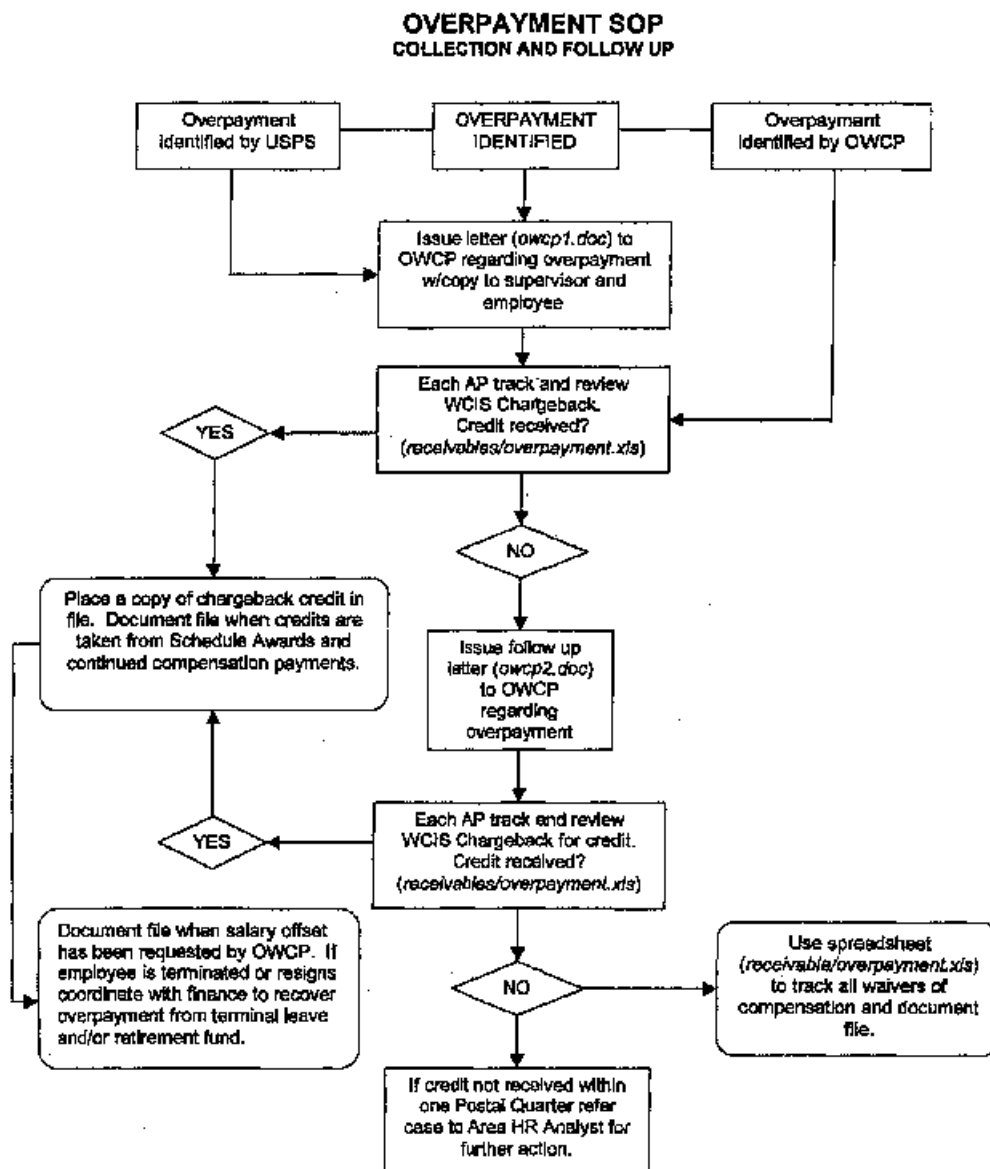 OVERPAYMENT SOP
COLLECTION AND FOLLOW UP
Overpayment
identified by USPS
OVERPAYMENT
IDENTIFIED
Overpayment
identified by OWCP
Issue letter (owcp1.doc) to
OWCP regarding overpayment
w/copy to supervisor and
employee
Each AP track and review
WCIS Chargeback.
Credit received?
(receivables/overpayment.xls)
YES
NO
Place a copy of chargeback credit in
file. Document file when credits are
taken from Schedule Awards and
continued compensation payments.
Issue follow up
letter (owcp2.doc)
to OWCP
regarding
overpayment
Each AP track and review
WCIS Chargeback for credit.
Credit received?
(receivables/overpayment.xls)
YES
Document file when salary offset
has been requested by OWCP. If
employee is terminated or resigns
coordinate with finance to recover
overpayment from terminal leave
and/or retirement fund.
NO
Use spreadsheet
(receivable/overpayment.xls)
to track all waivers of
compensation and document
file.
If credit not received within
one Postal Quarter refer
case to Area HR Analyst for
further action.